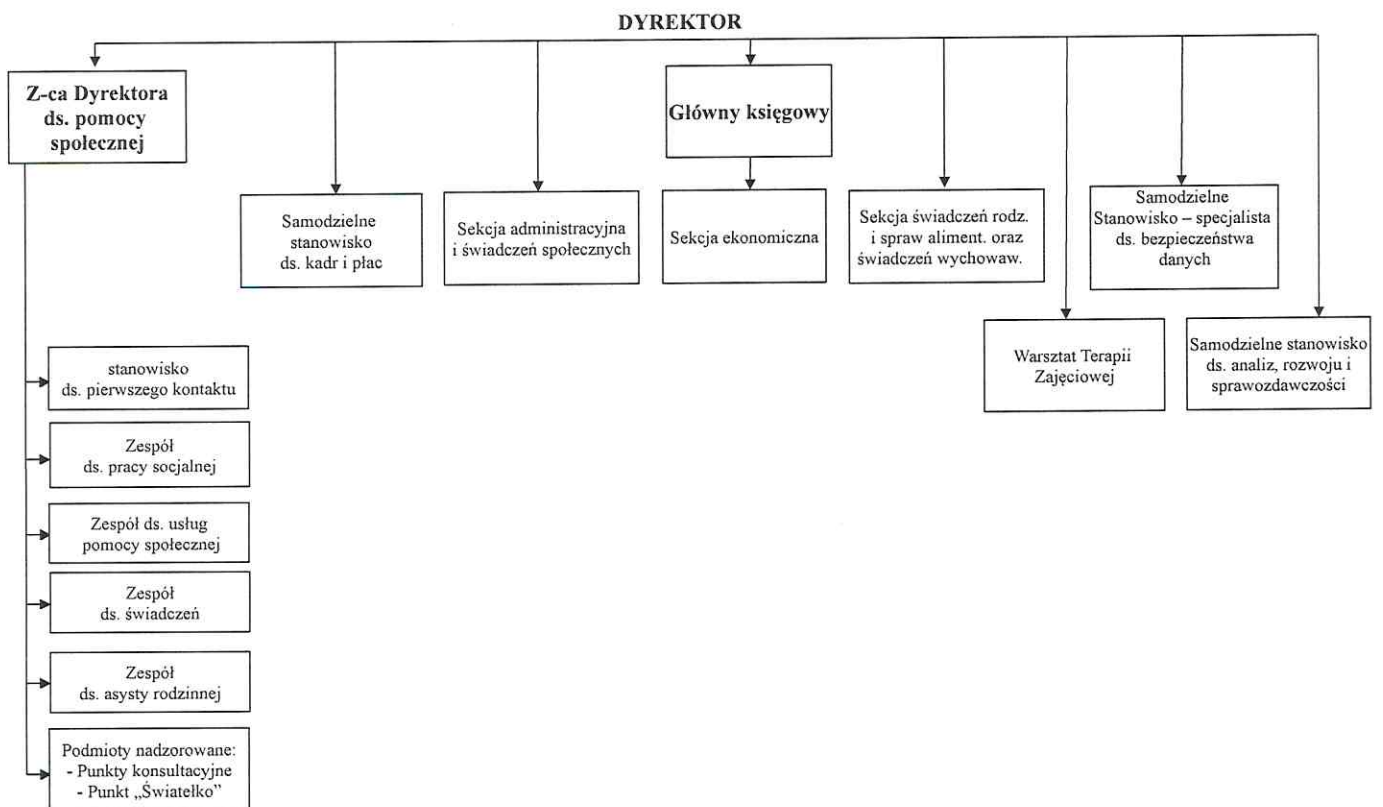 DYREKTOR
Z-ca Dyrektora
ds. pomocy
społecznej
Główny księgowy
Samodzielne
stanowisko
ds. kadr i płac
Sekcja administracyjna
i świadczeń społecznych
Sekcja ekonomiczna
Sekcja świadczeń rodz.
i spraw aliment. oraz
świadczeń wychowaw.
Samodzielne
Stanowisko – specjalista
ds. bezpieczeństwa
danych
Warsztat Terapii
Zajęciowej
Samodzielne stanowisko
ds. analiz, rozwoju i
sprawozdawczości
stanowisko
ds. pierwszego kontaktu
Zespół
ds. pracy socjalnej
Zespół ds. usług
pomocy społecznej
Zespół
ds. świadczeń
Zespół
ds. asysty rodzinnej
Podmioty nadzorowane:
- Punkty konsultacyjne
- Punkt „Światełko”